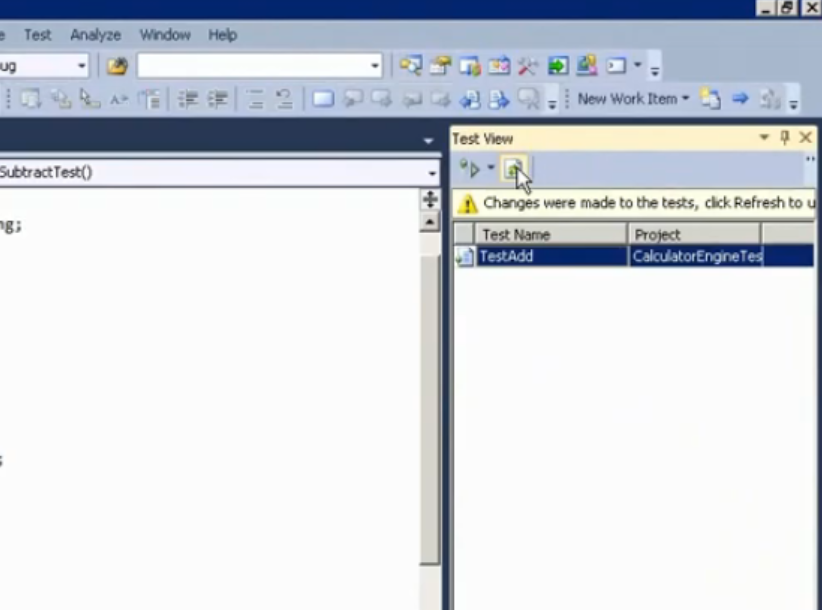 Test Analyze Window Help
ug
New Work Item
Test View
SubtractTest()
Changes were made to the tests, click Refresh to u
ng;
Test Name Project
TestAdd CalculatorEngineTes
;